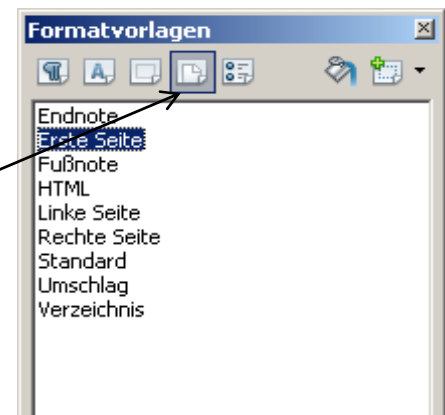 Formatvorlagen
Endnote
Erste Seite
Fußnote
HTML
Linke Seite
Rechte Seite
Standard
Umschlag
Verzeichnis